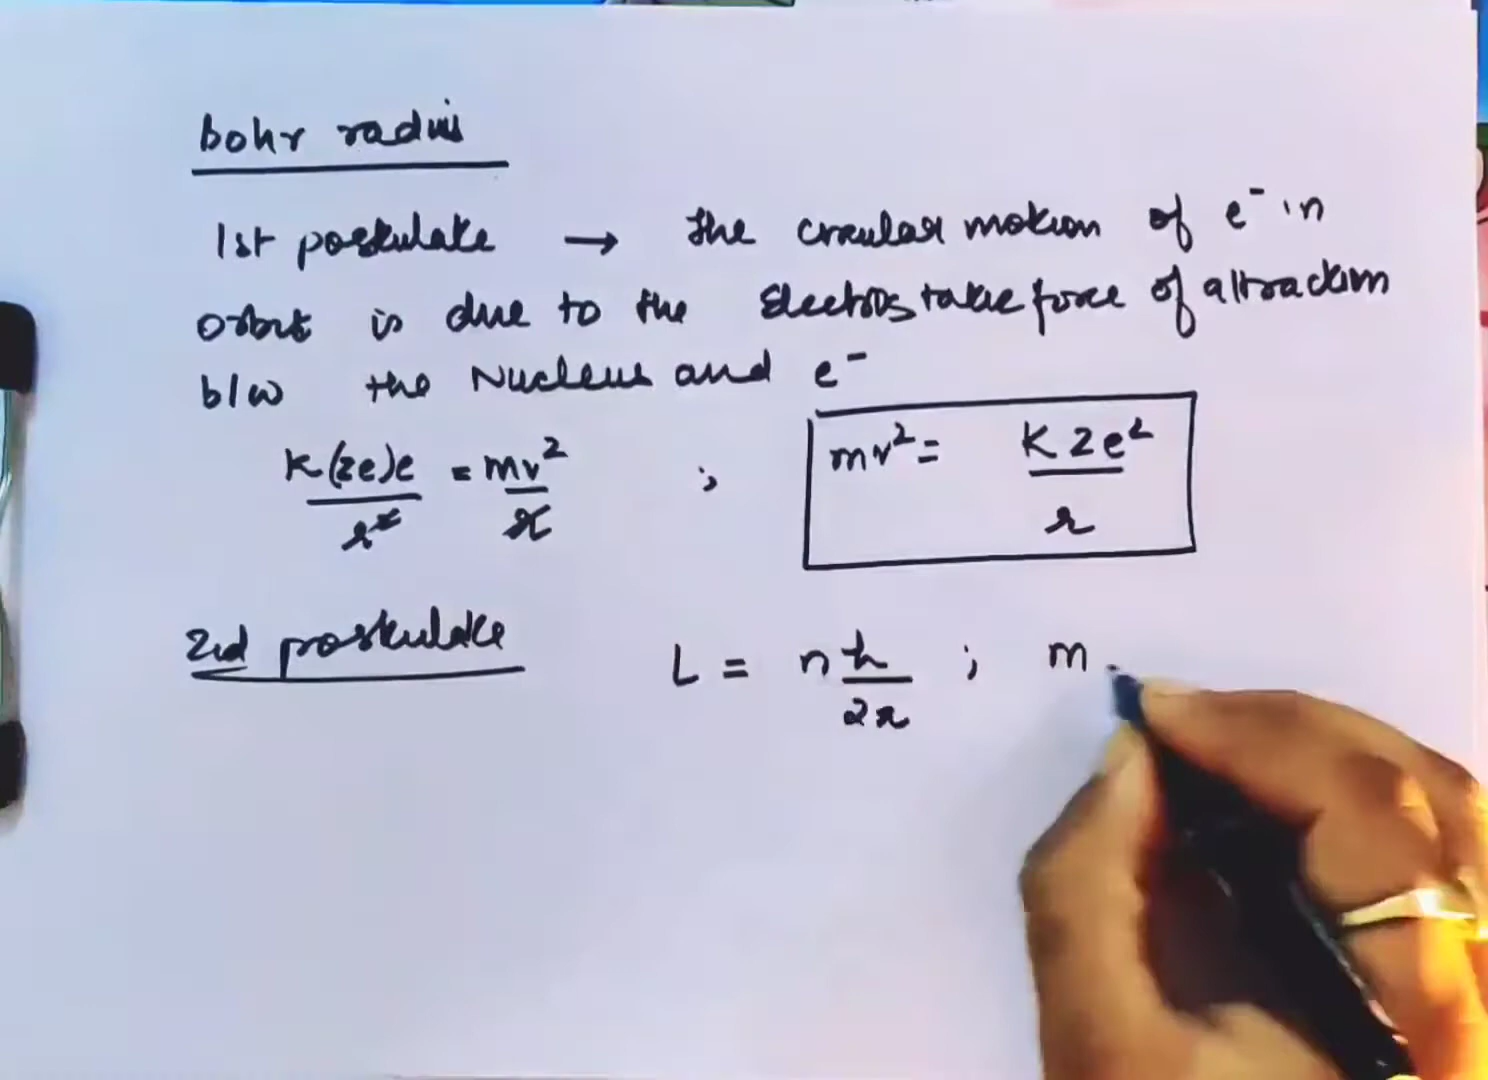 bohr radius
1st postulate → the circular motion of e⁻ in
orbit is due to the Electrostatic force of attraction
b/w the Nucleus and e⁻
K(ze)e/r² = mv²/r ; mv² = KZe²/r
2nd postulate L = nh/2π ; m